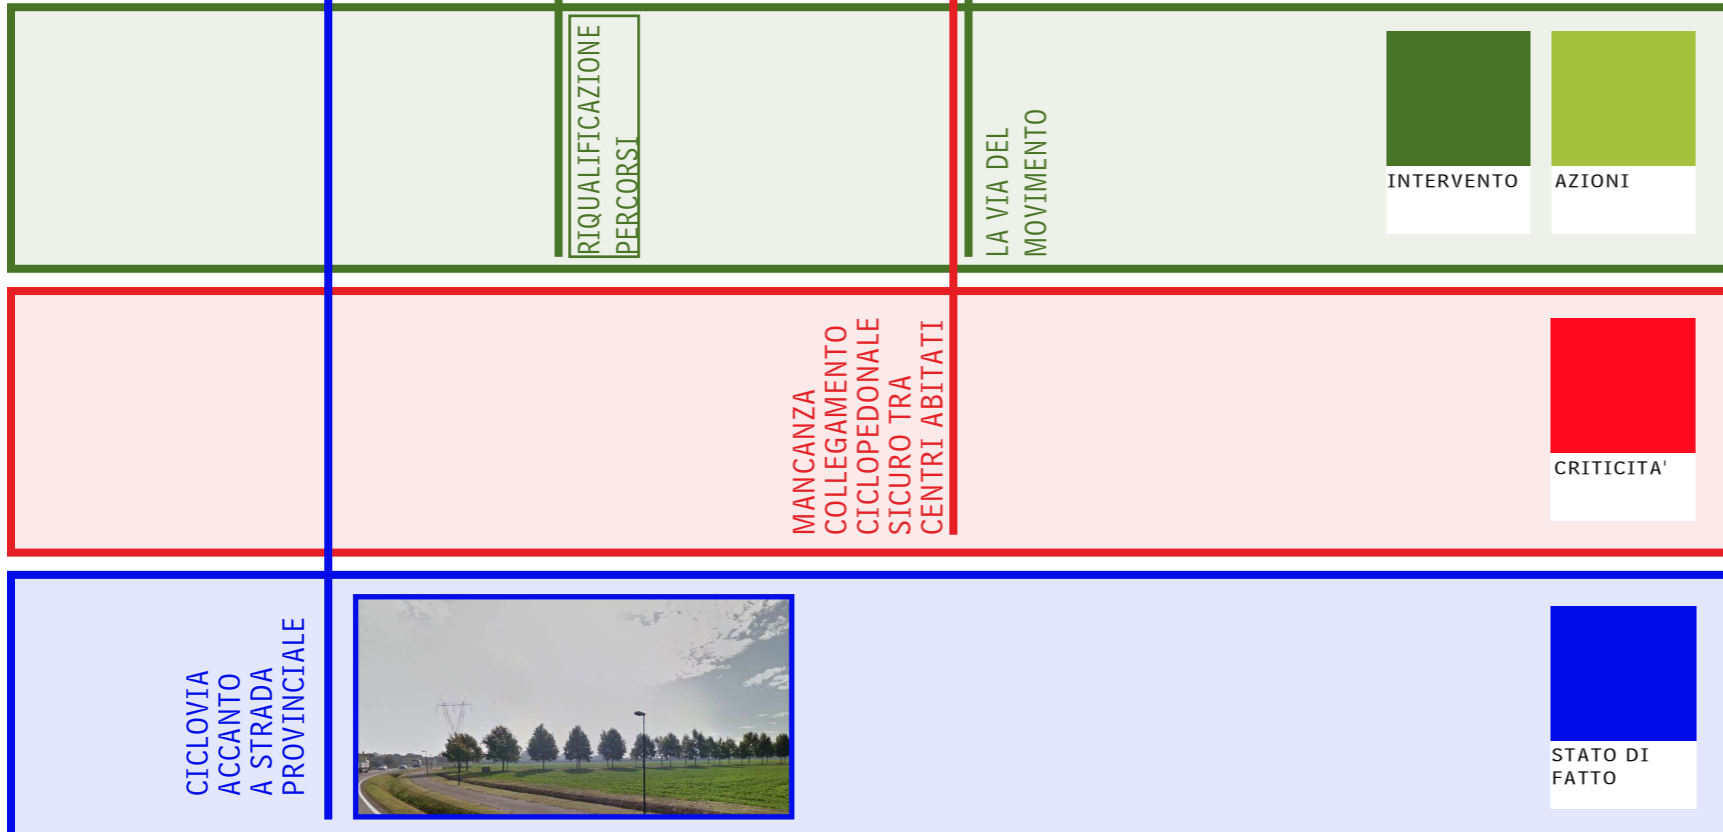 RIQUALIFICAZIONE
PERCORSI
LA VIA DEL
MOVIMENTO
INTERVENTO
AZIONI
MANCANZA
COLLEGAMENTO
CICLOPEDONALE
SICURO TRA
CENTRI ABITATI
CRITICITA'
CICLOVIA
ACCANTO
A STRADA
PROVINCIALE
STATO DI
FATTO